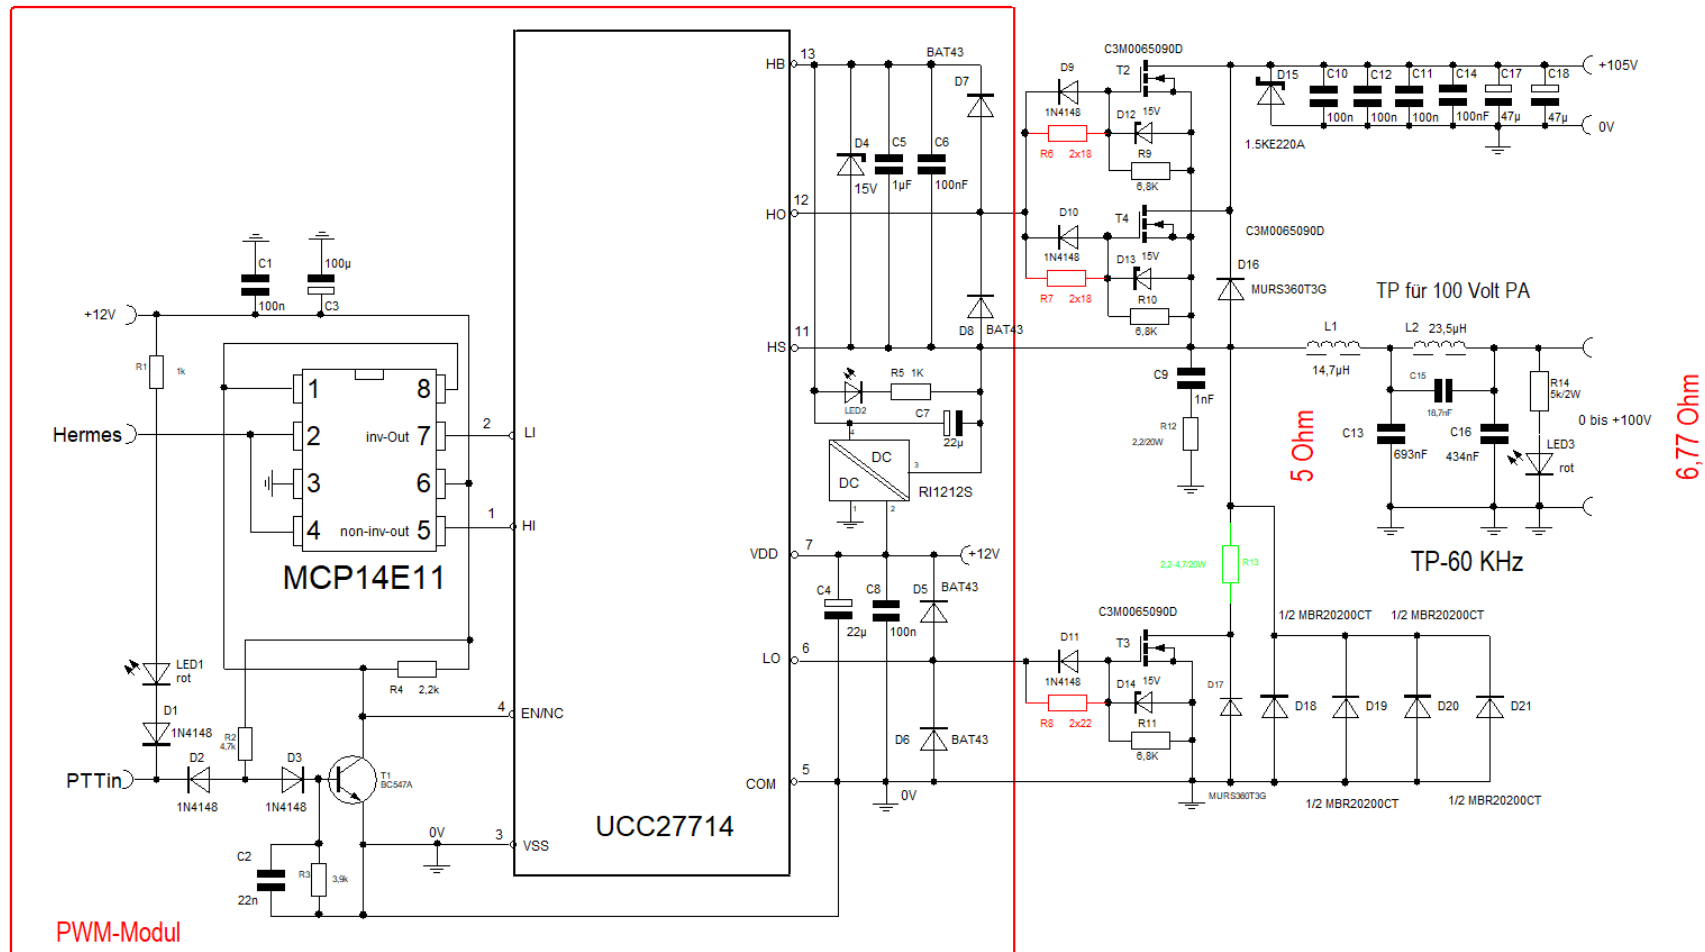 C3M0065090D
HB
13
BAT43
D7
D9
T2
1N4148
15V
D12
R6
2x18
R9
6,8K
D15
C10
C12
C11
C14
C17
C18
+105V
100n
100n
100n
100nF
47µ
47µ
0V
1.5KE220A
D4
C5
C6
15V
1µF
100nF
HO
12
D10
T4
1N4148
15V
D13
R7
2x18
R10
6,8K
C3M0065090D
D16
MURS360T3G
TP für 100 Volt PA
C1
100n
100µ
C3
+12V
R1
1k
D8
BAT43
HS
11
L1
14,7µH
L2
23,5µH
C15
18,7nF
R14
5k/2W
0 bis +100V
LED3
rot
C13
693nF
C16
434nF
5 Ohm
6,77 Ohm
C9
1nF
R12
2,2/20W
R5
1K
LED2
C7
22µ
4
DC
DC
3
RI1212S
1
2
1
8
2
inv-Out
7
3
6
4
non-inv-out
5
MCP14E11
Hermes
2
LI
1
HI
VDD
7
+12V
C4
22µ
C8
100n
D5
BAT43
TP-60 KHz
2,2-4,7/20W
R13
C3M0065090D
1/2 MBR20200CT
1/2 MBR20200CT
LO
6
D11
T3
1N4148
15V
D14
R8
2x22
R11
6,8K
D17
D18
D19
D20
D21
LED1
rot
R4
2,2k
D1
1N4148
R2
4,7k
4
EN/NC
D6
BAT43
PTTin
D2
1N4148
D3
1N4148
T1
BC547A
COM
5
0V
MURS360T3G
1/2 MBR20200CT
1/2 MBR20200CT
0V
3
VSS
UCC27714
C2
22n
R3
3,9k
PWM-Modul